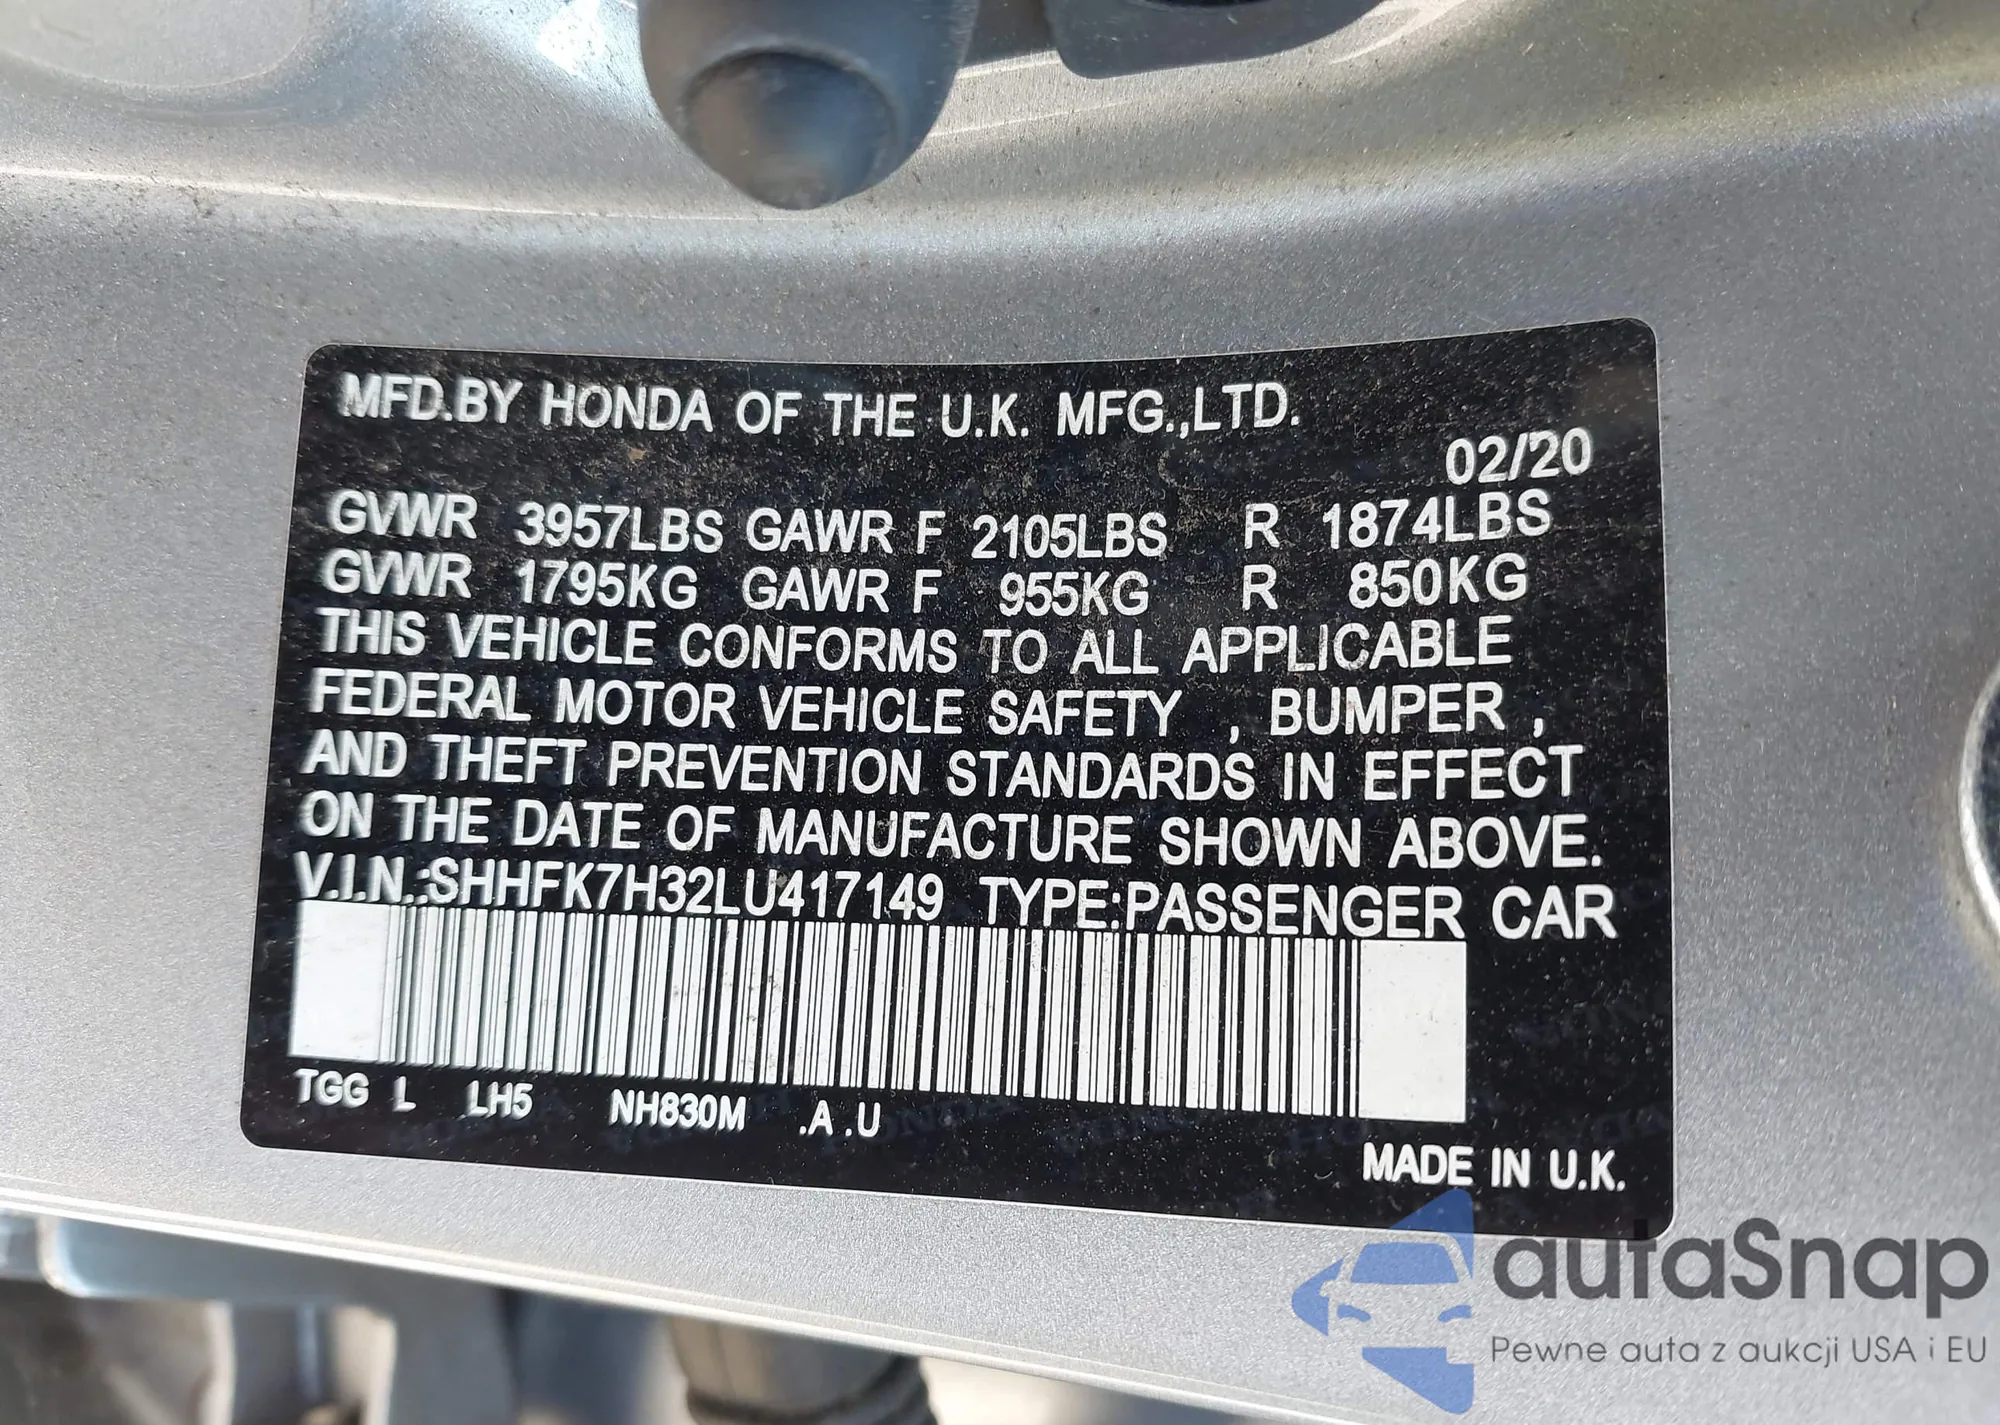 MFD.BY HONDA OF THE U.K. MFG.,LTD.
02/20
GVWR 3957LBS GAWR F 2105LBS R 1874LBS
GVWR 1795KG GAWR F 955KG R 850KG
THIS VEHICLE CONFORMS TO ALL APPLICABLE
FEDERAL MOTOR VEHICLE SAFETY , BUMPER ,
AND THEFT PREVENTION STANDARDS IN EFFECT
ON THE DATE OF MANUFACTURE SHOWN ABOVE.
V.I.N.:SHHFK7H32LU417149 TYPE:PASSENGER CAR
TGG L LH5 NH830M .A .U
MADE IN U.K.
autaSnap
Pewne auta z aukcji USA i EU